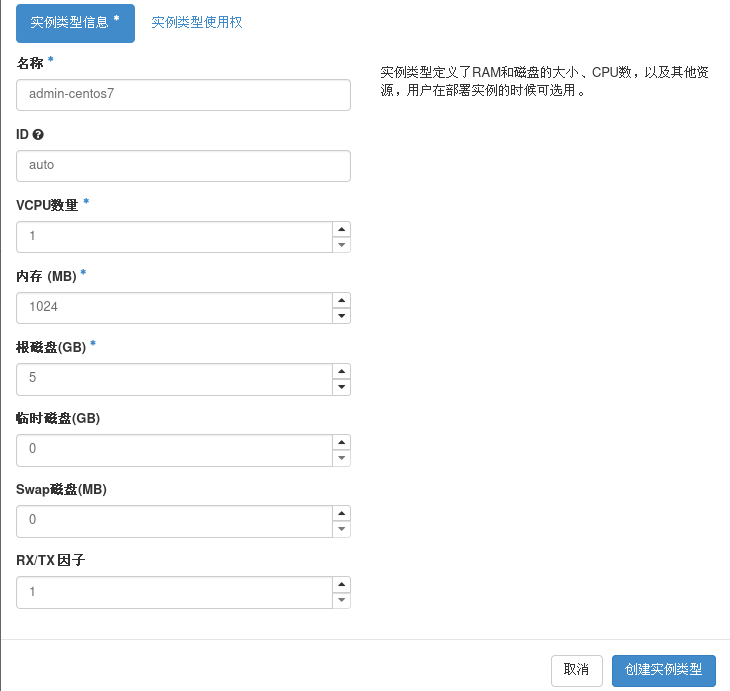 实例类型信息 * 实例类型使用权
名称 *
admin-centos7
实例类型定义了RAM和磁盘的大小、CPU数，以及其他资
源，用户在部署实例的时候可选用 。
ID ?
auto
VCPU数量 *
1
内存 (MB) *
1024
根磁盘(GB) *
5
临时磁盘(GB)
0
Swap磁盘(MB)
0
RX/TX 因子
1
取消 创建实例类型